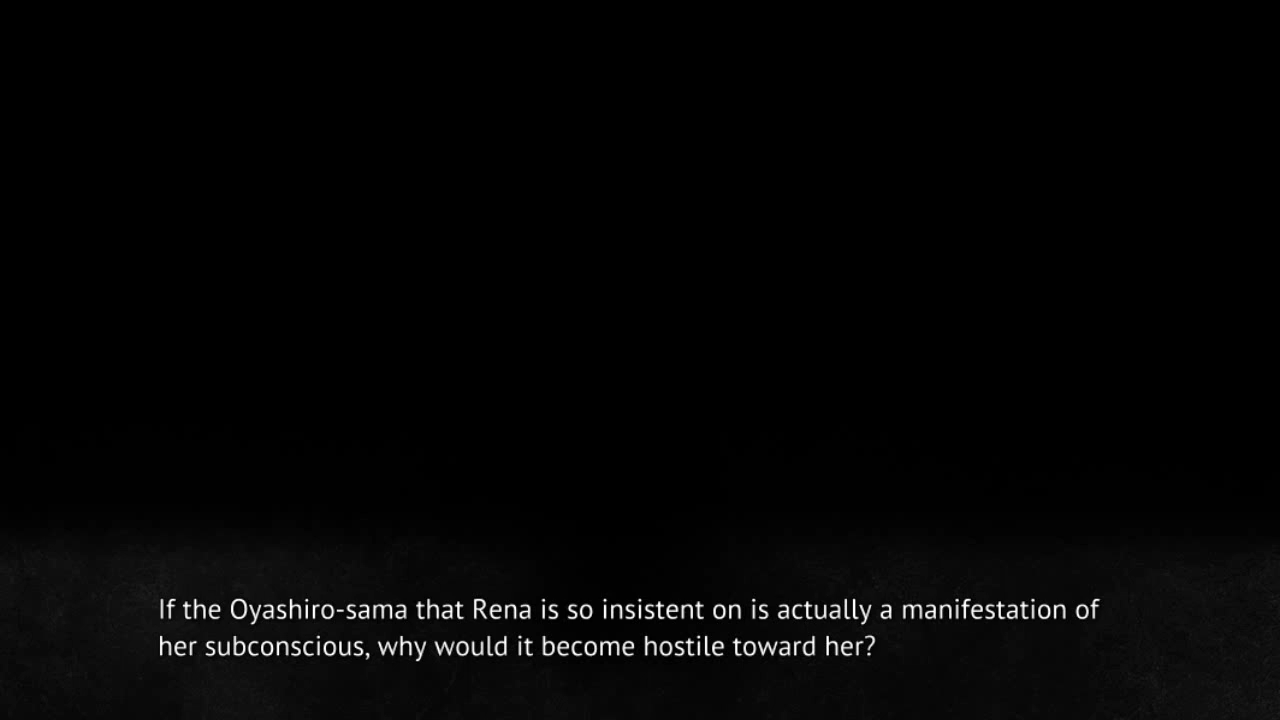 If the Oyashiro-sama that Rena is so insistent on is actually a manifestation of
her subconscious, why would it become hostile toward her?